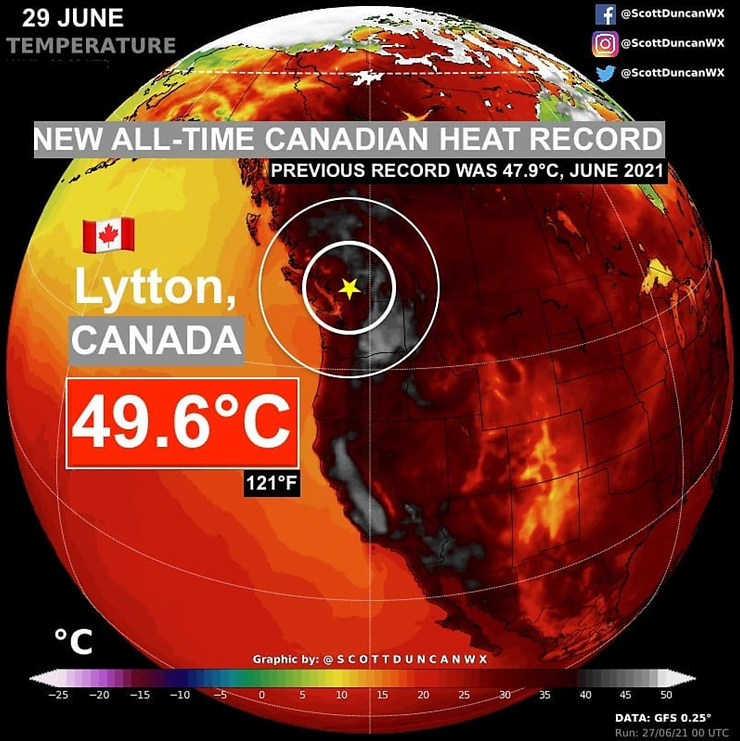 29 JUNE
TEMPERATURE
@ScottDuncanWX
@ScottDuncanWX
@ScottDuncanWX
NEW ALL-TIME CANADIAN HEAT RECORD
PREVIOUS RECORD WAS 47.9°C, JUNE 2021
Lytton,
CANADA
49.6°C
121°F
°C
Graphic by: @SCOTTDUNCANWX
−25 −20 −15 −10 −5 0 5 10 15 20 25 30 35 40 45 50
DATA: GFS 0.25°
Run: 27/06/21 00 UTC